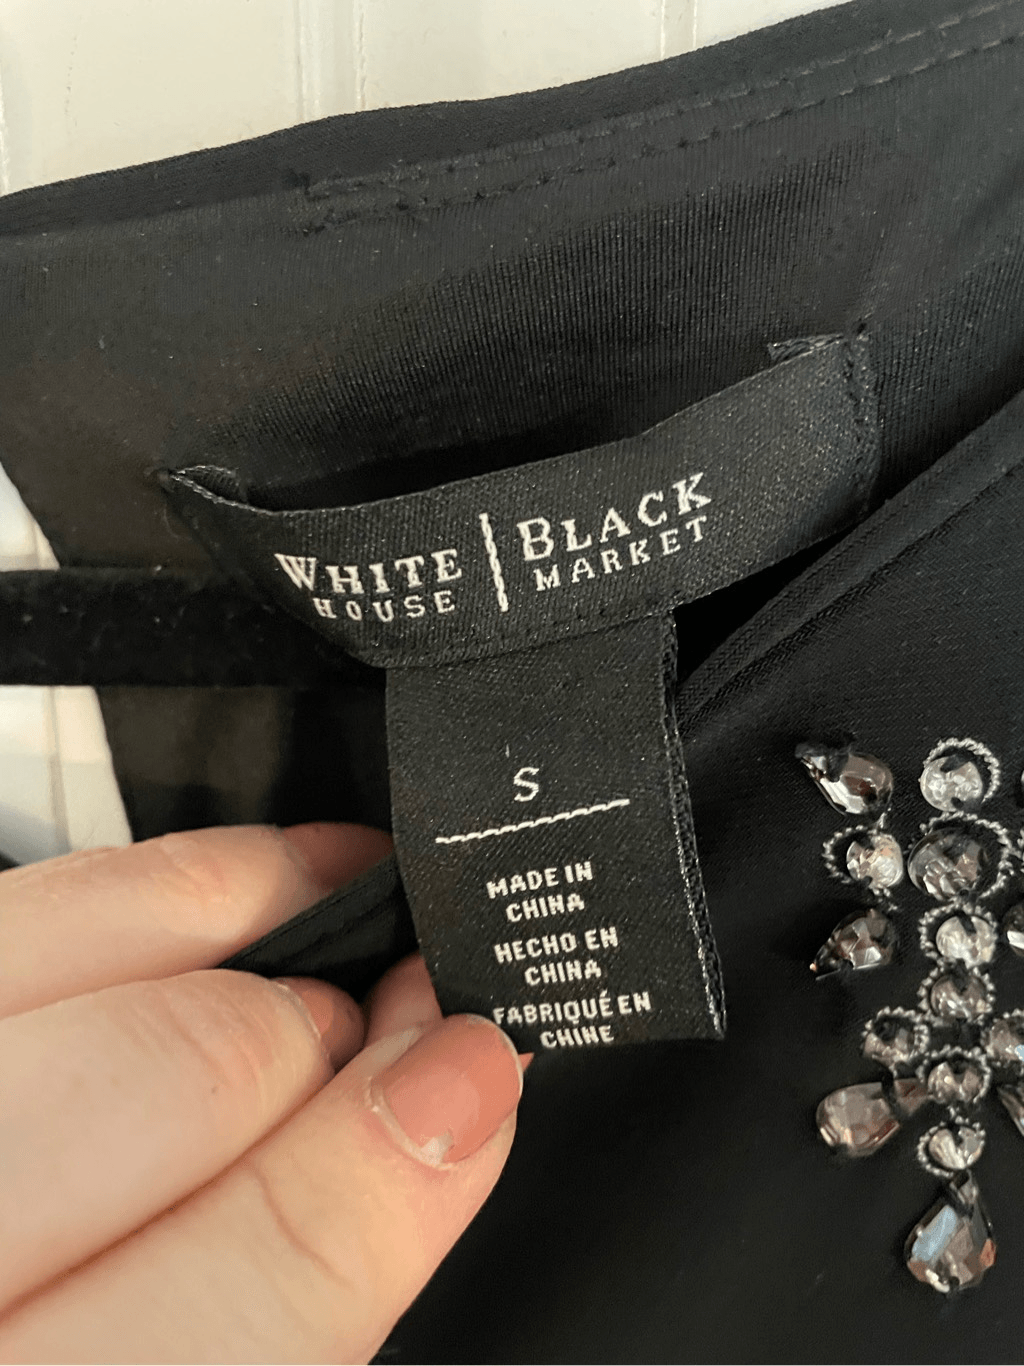 WHITE | BLACK
HOUSE | MARKET
S
MADE IN
CHINA
HECHO EN
CHINA
FABRIQUÉ EN
CHINE